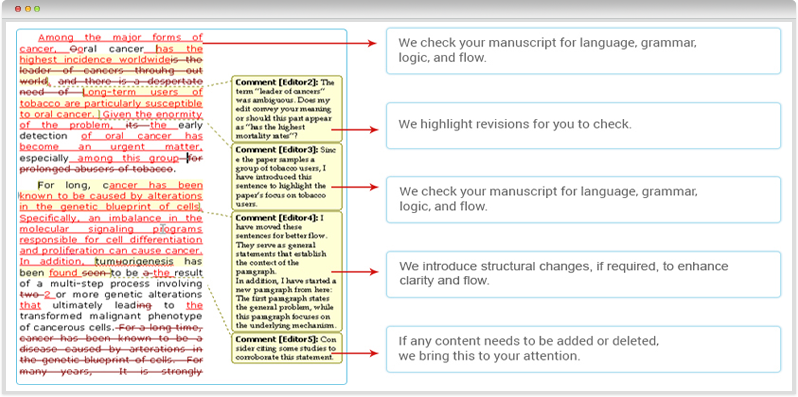 Among the major forms of
cancer, Ooral cancer has the
highest incidence worldwideis the
leader of cancers throuhg out
world, and there is a despertate
need of Long-term users of
tobacco are particularly susceptible
to oral cancer. Given the enormity
of the problem, its the early
detection of oral cancer has
become an urgent matter,
especially among this group for
prolonged abusers of tobacco.
For long, cancer has been
known to be caused by alterations
in the genetic blueprint of cells.
Specifically, an imbalance in the
molecular signaling programs
responsible for cell differentiation
and proliferation can cause cancer.
In addition, tumuorigenesis has
been found seen to be a the result
of a multi-step process involving
two 2 or more genetic alterations
that ultimately leading to the
transformed malignant phenotype
of cancerous cells. For a long time,
cancer has been known to be a
disease caused by arterations in
the genetic blueprint of cells. For
many years, It is strongly
Comment [Editor2]: The
term "leader of cancers"
was ambiguous. Does my
edit convey your meaning
or should this part appear
as "has the highest
mortality rates"?
Comment [Editor3]: Sinc
e the paper samples a
group of tobacco users, I
have introduced this
sentence to highlight the
paper's focus on tobacco
users.
Comment [Editor4]: I
have moved these
sentences for better flow.
They serve as general
statements that establish
the context of the
paragraph.
In addition, I have started a
new paragraph from here:
The first paragraph states
the general problem, while
this paragraph focuses on
the underlying mechanism.
Comment [Editor5]: Con
sider citing some studies to
corroborate this statement.
We check your manuscript for language, grammar,
logic, and flow.
We highlight revisions for you to check.
We check your manuscript for language, grammar,
logic, and flow.
We introduce structural changes, if required, to enhance
clarity and flow.
If any content needs to be added or deleted,
we bring this to your attention.